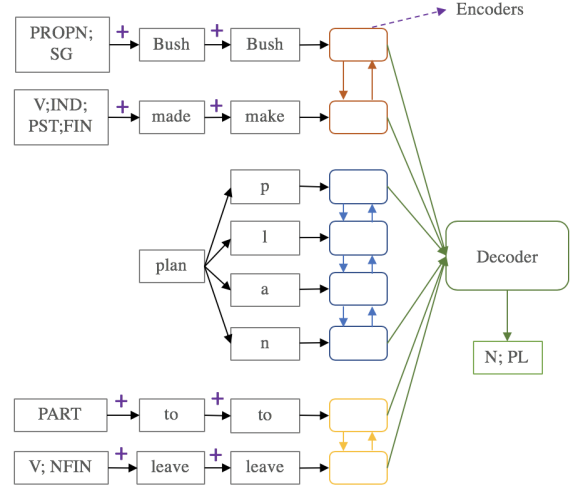 Encoders
PROPN;
SG
+
Bush
+
Bush
V;IND;
PST;FIN
+
made
+
make
plan
p
l
a
n
Decoder
N; PL
PART
+
to
+
to
V; NFIN
+
leave
+
leave